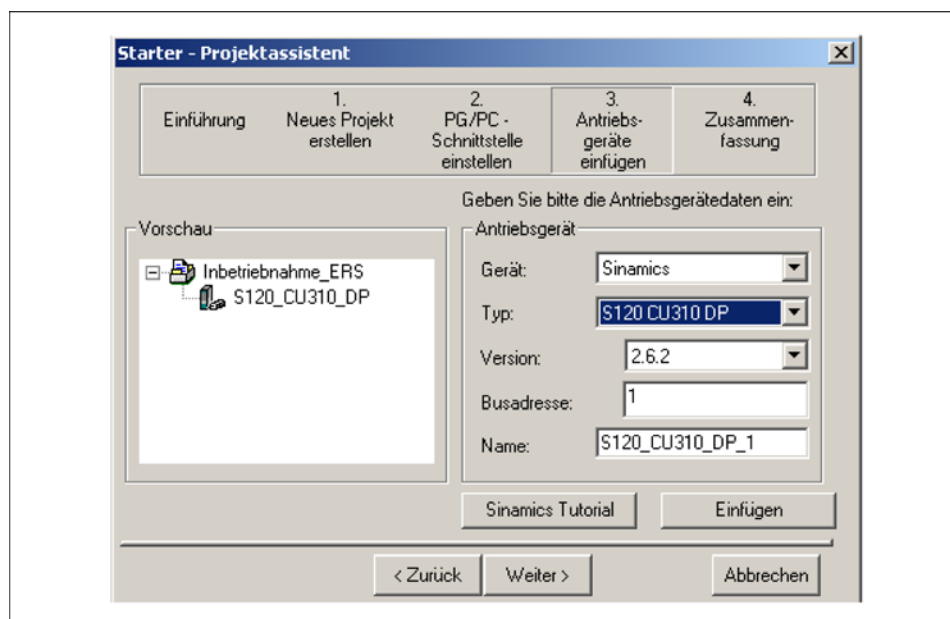 Starter - Projektassistent
Einführung
1.
Neues Projekt
erstellen
2.
PG/PC -
Schnittstelle
einstellen
3.
Antriebs-
geräte
einfügen
4.
Zusammen-
fassung
Geben Sie bitte die Antriebsgerätedaten ein:
Vorschau
Inbetriebnahme_ERS
S120_CU310_DP
Antriebsgerät
Gerät: Sinamics
Typ: S120 CU310 DP
Version: 2.6.2
Busadresse: 1
Name: S120_CU310_DP_1
Sinamics Tutorial
Einfügen
< Zurück
Weiter >
Abbrechen